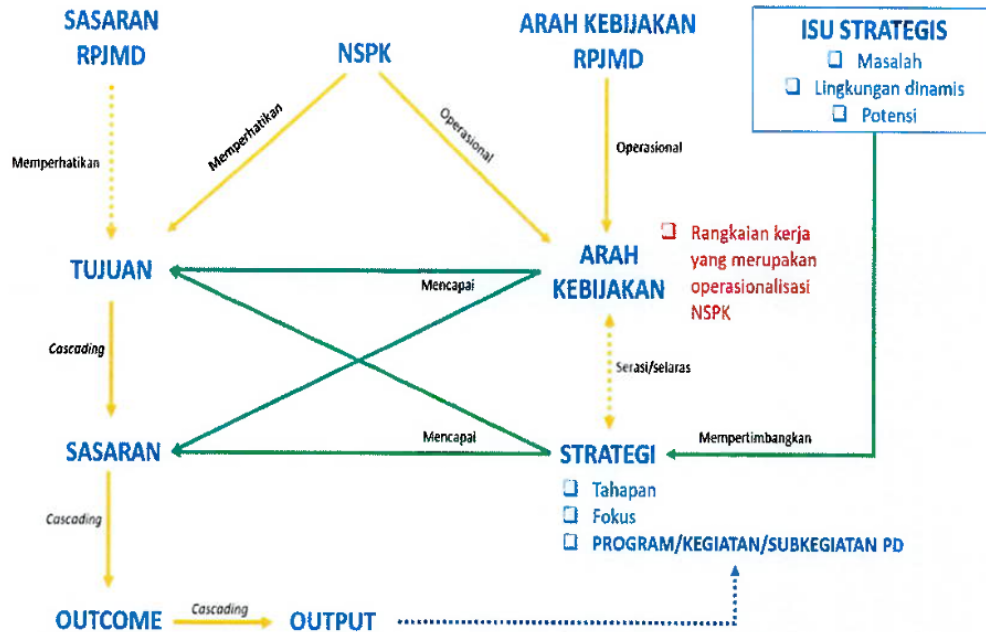 SASARAN
RPJMD
NSPK
ARAH KEBIJAKAN
RPJMD
ISU STRATEGIS
Masalah
Lingkungan dinamis
Potensi
Memperhatikan
Memperhatikan
Operasional
Operasional
TUJUAN
ARAH
KEBIJAKAN
Rangkaian kerja
yang merupakan
operasionalisasi
NSPK
Mencapai
Cascading
Serasi/selaras
SASARAN
Mencapai
STRATEGI
Mempertimbangkan
Tahapan
Fokus
PROGRAM/KEGIATAN/SUBKEGIATAN PD
Cascading
OUTCOME
Cascading
OUTPUT